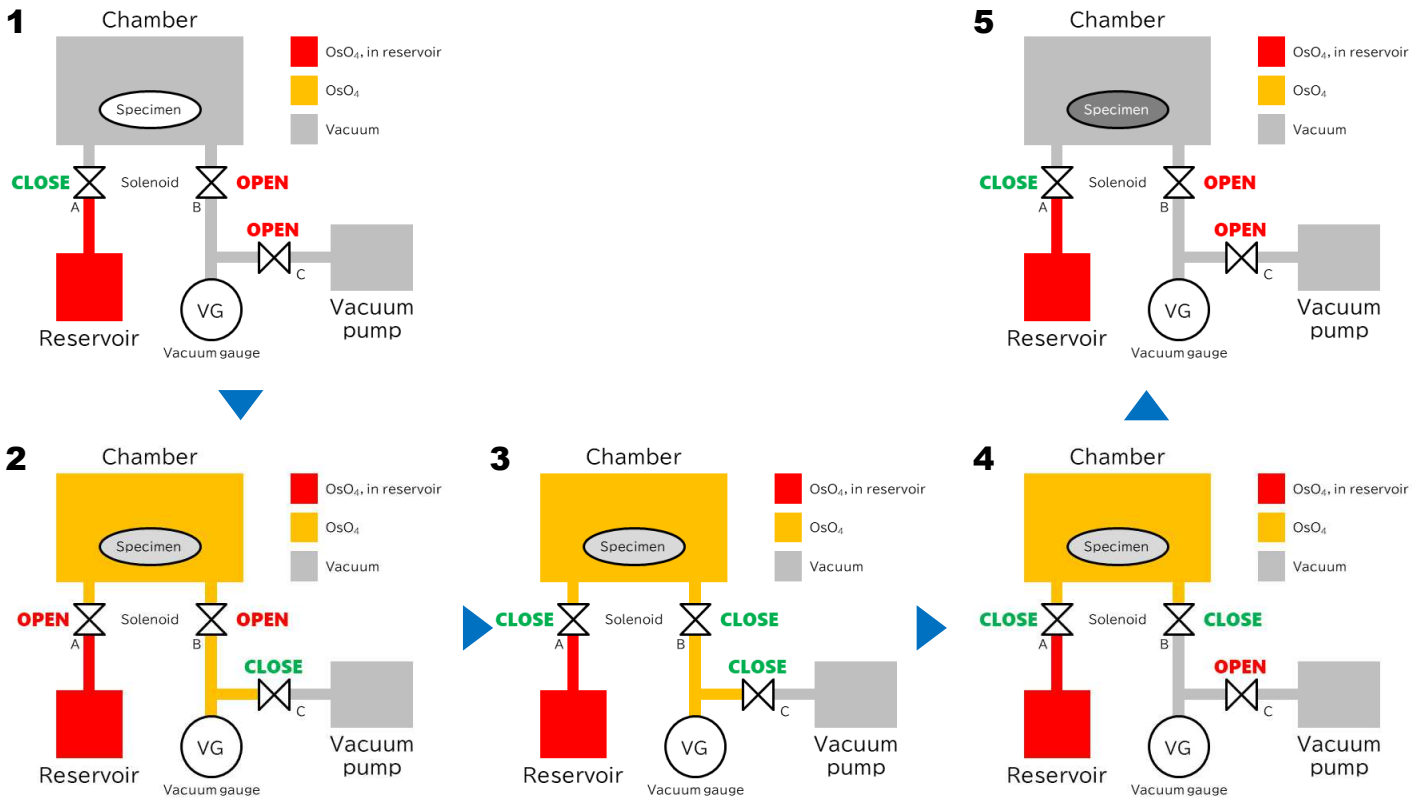 1
Chamber
Specimen
OsO₄, in reservoir
OsO₄
Vacuum
CLOSE
Solenoid
OPEN
A
B
OPEN
C
VG
Reservoir
Vacuum
pump
Vacuum gauge
5
Chamber
Specimen
OsO₄, in reservoir
OsO₄
Vacuum
CLOSE
Solenoid
OPEN
A
B
OPEN
C
VG
Reservoir
Vacuum
pump
Vacuum gauge
2
Chamber
Specimen
OsO₄, in reservoir
OsO₄
Vacuum
OPEN
Solenoid
OPEN
A
B
CLOSE
C
VG
Reservoir
Vacuum
pump
Vacuum gauge
3
Chamber
Specimen
OsO₄, in reservoir
OsO₄
Vacuum
CLOSE
Solenoid
CLOSE
A
B
CLOSE
C
VG
Reservoir
Vacuum
pump
Vacuum gauge
4
Chamber
Specimen
OsO₄, in reservoir
OsO₄
Vacuum
CLOSE
Solenoid
CLOSE
A
B
OPEN
C
VG
Reservoir
Vacuum
pump
Vacuum gauge